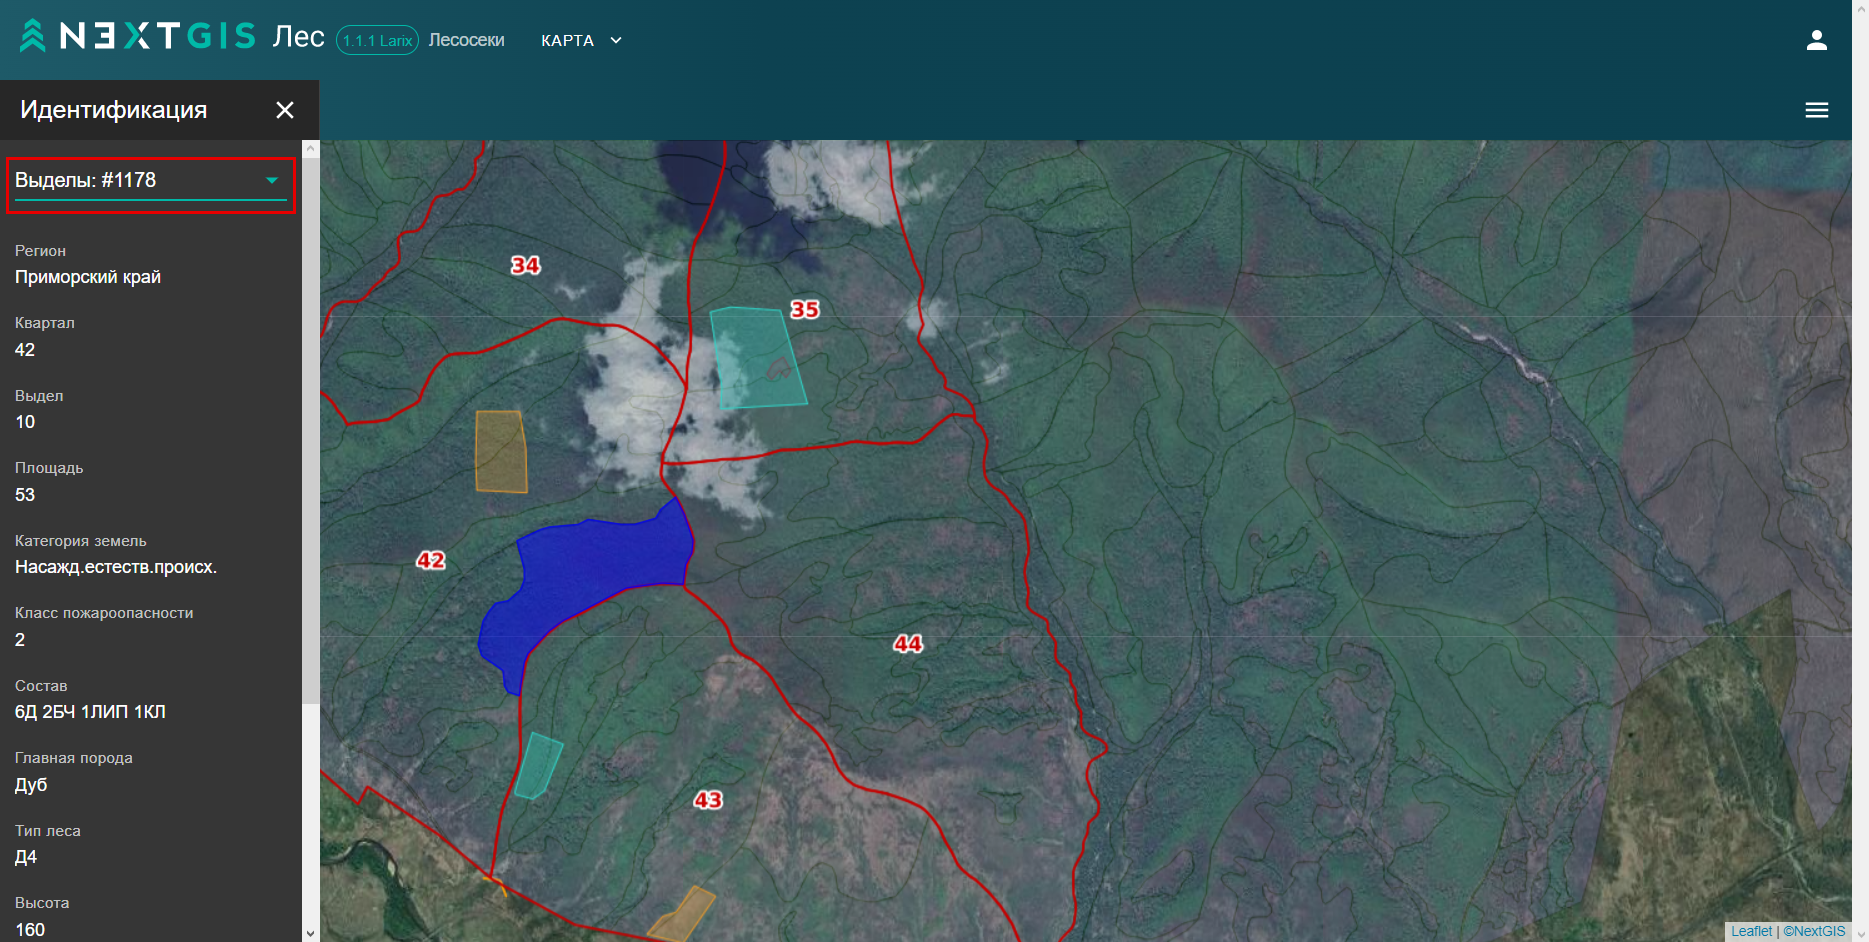 NEXTGIS Лес 1.1.1 Larix Лесосеки КАРТА
Идентификация
Выделы: #1178
Регион
Приморский край
Квартал
42
Выдел
10
Площадь
53
Категория земель
Насажд.естеств.происх.
Класс пожароопасности
2
Состав
6Д 2БЧ 1ЛИП 1КЛ
Главная порода
Дуб
Тип леса
Д4
Высота
160
34
35
42
44
43
Leaflet | ©NextGIS